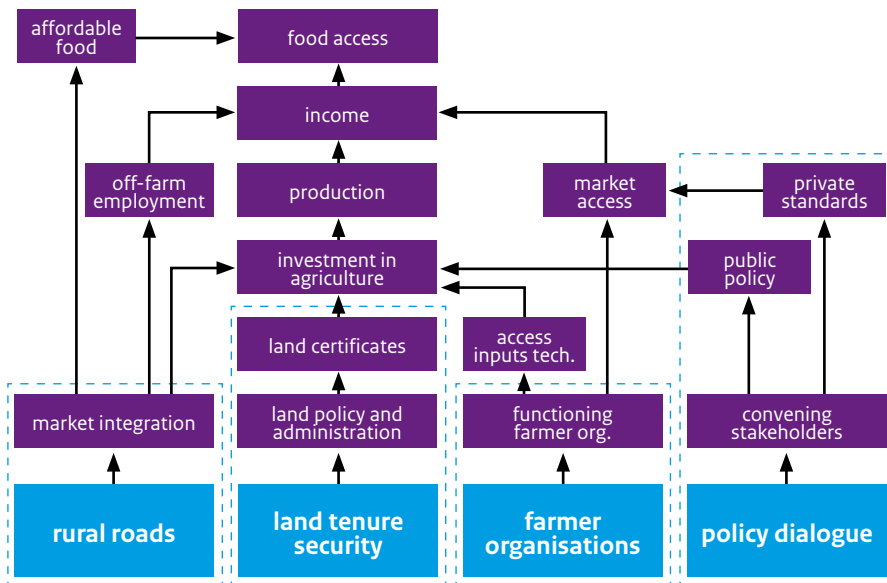 affordable
food
food access
income
off-farm
employment
production
market
access
private
standards
investment in
agriculture
public
policy
land certificates
access
inputs tech.
market integration
land policy and
administration
functioning
farmer org.
convening
stakeholders
rural roads
land tenure
security
farmer
organisations
policy dialogue